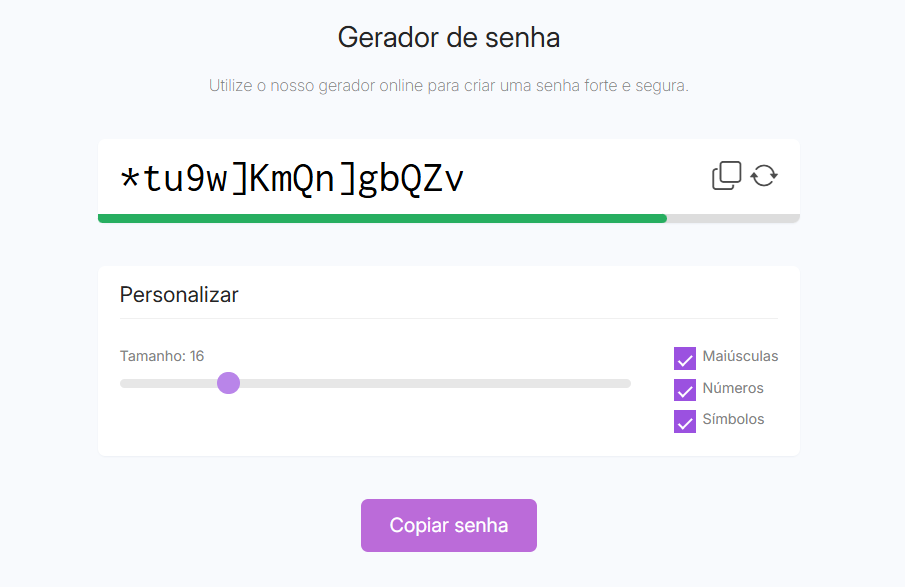 Gerador de senha
Utilize o nosso gerador online para criar uma senha forte e segura.
*tu9w]KmQn]gbQZv
Personalizar
Tamanho: 16
Maiúsculas
Números
Símbolos
Copiar senha